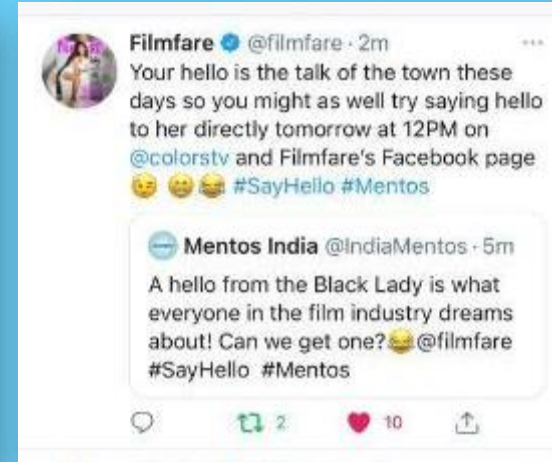 Filmfare @filmfare · 2m
Your hello is the talk of the town these
days so you might as well try saying hello
to her directly tomorrow at 12PM on
@colorstv and Filmfare's Facebook page
😉 😄 😂 #SayHello #Mentos
Mentos India @IndiaMentos · 5m
A hello from the Black Lady is what
everyone in the film industry dreams
about! Can we get one?😂@filmfare
#SayHello #Mentos
2 10